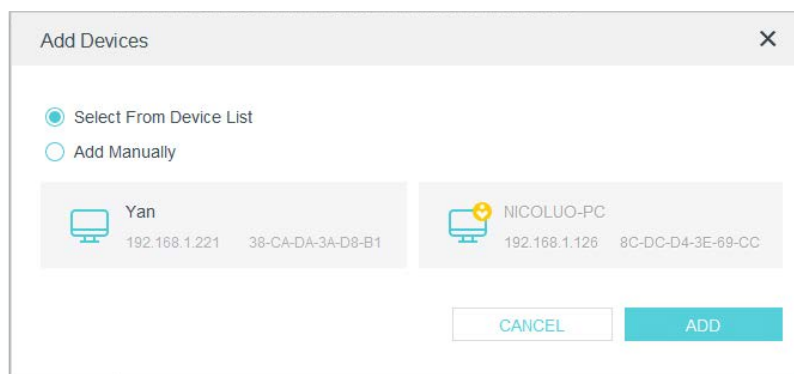 Add Devices
Select From Device List
Add Manually
Yan
192.168.1.221 38-CA-DA-3A-D8-B1
NICOLUO-PC
192.168.1.126 8C-DC-D4-3E-69-CC
CANCEL ADD